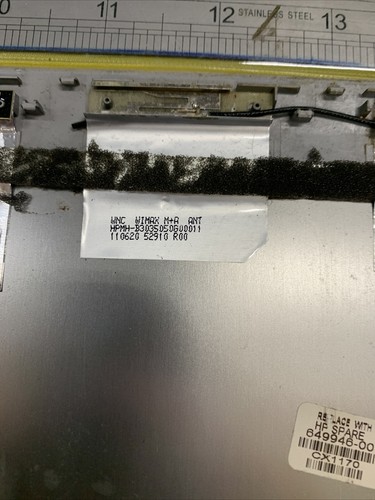 11 12 STAINLESS STEEL 13
WNC WIMAX M+A ANT
HPMH-B3035050G00011
110620 52910 R00
REPLACE WITH
HP SPARE
649946-00
CX1170